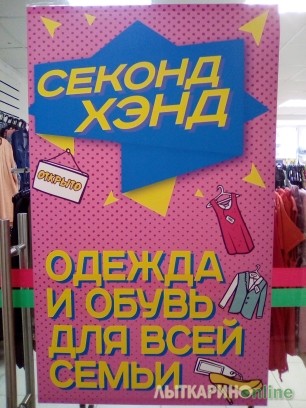 СЕКОНД
ХЭНД
ОТКРЫТО
ОДЕЖДА
И ОБУВЬ
ДЛЯ ВСЕЙ
СЕМЬИ
ЛЫТКАРИНОonline